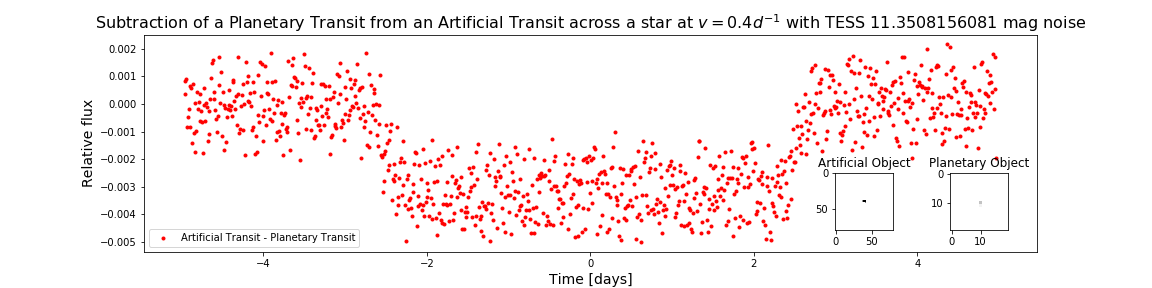 Subtraction of a Planetary Transit from an Artificial Transit across a star at v = 0.4d⁻¹ with TESS 11.3508156081 mag noise
Relative flux
0.002
0.001
0.000
−0.001
−0.002
−0.003
−0.004
−0.005
Artificial Transit - Planetary Transit
Artificial Object
0
50
0 50
Planetary Object
0
10
0 10
−4 −2 0 2 4
Time [days]